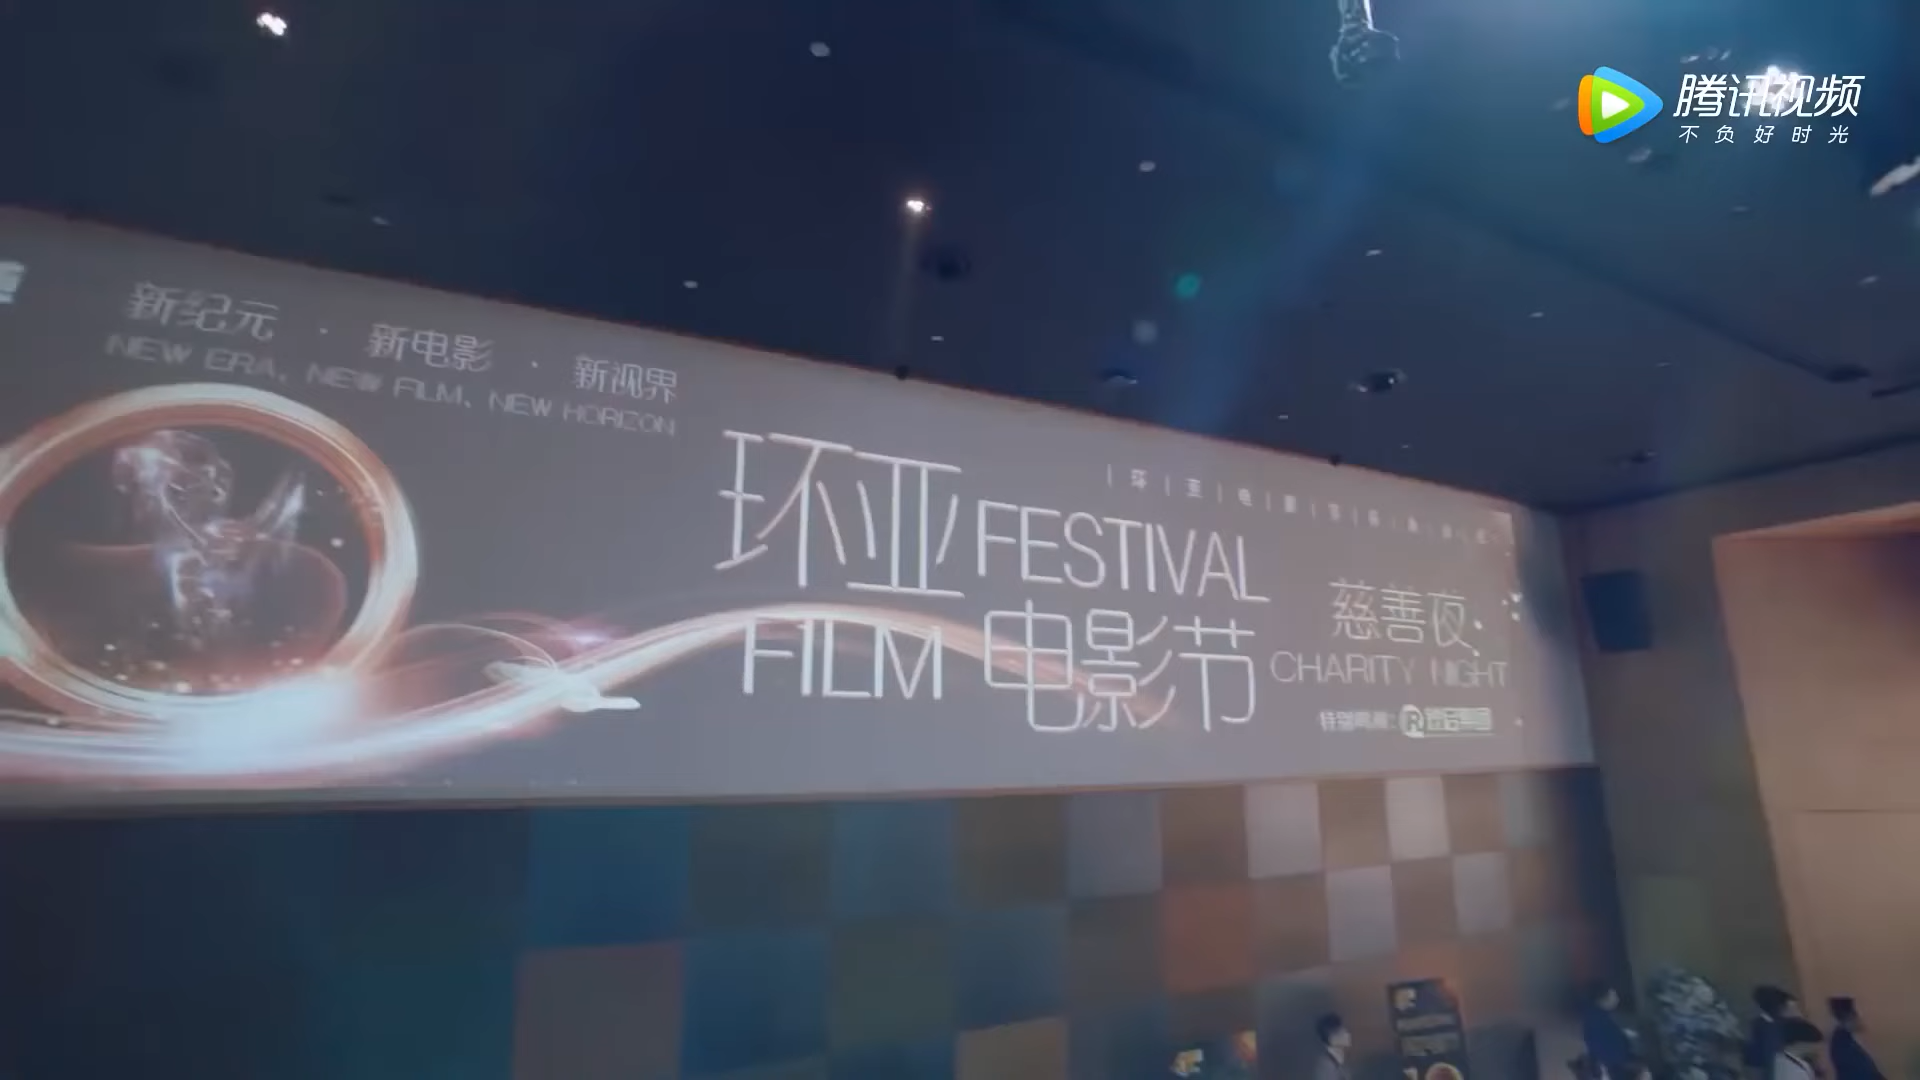 腾讯视频
不负好时光
新纪元 · 新电影 · 新视界
NEW ERA, NEW FILM, NEW HORIZON
环亚 FESTIVAL
FILM 电影节
慈善夜
CHARITY NIGHT